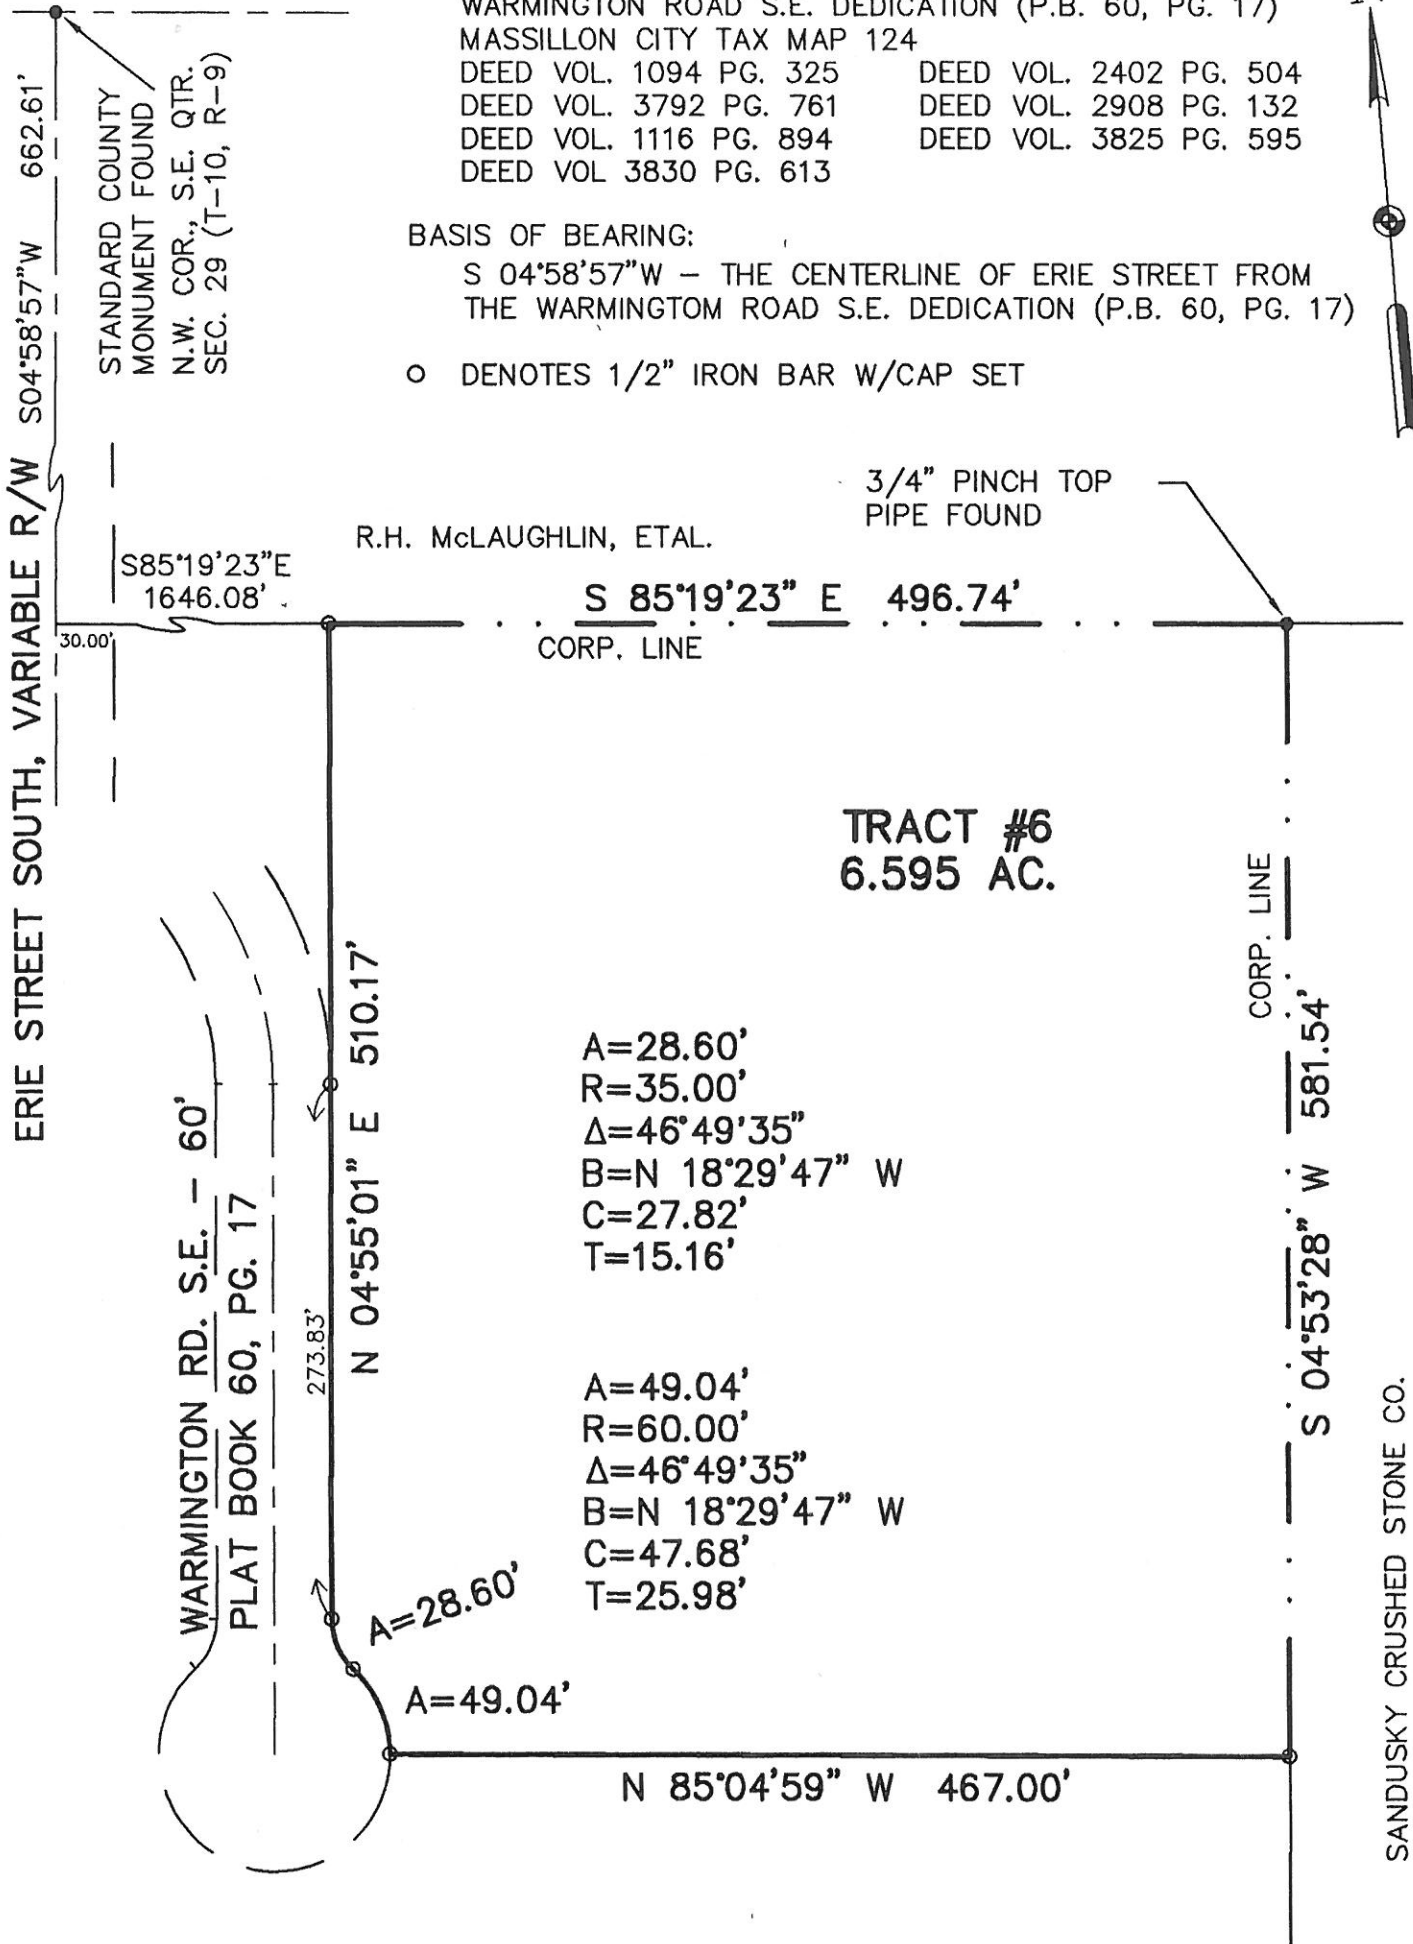 WARMINGTON ROAD S.E. DEDICATION (P.B. 60, PG. 17)
MASSILLON CITY TAX MAP 124
DEED VOL. 1094 PG. 325 DEED VOL. 2402 PG. 504
DEED VOL. 3792 PG. 761 DEED VOL. 2908 PG. 132
DEED VOL. 1116 PG. 894 DEED VOL. 3825 PG. 595
DEED VOL 3830 PG. 613
BASIS OF BEARING:
S 04°58'57"W – THE CENTERLINE OF ERIE STREET FROM
THE WARMINGTOM ROAD S.E. DEDICATION (P.B. 60, PG. 17)
O DENOTES 1/2" IRON BAR W/CAP SET
STANDARD COUNTY
MONUMENT FOUND
N.W. COR., S.E. QTR.
SEC. 29 (T–10, R–9)
S04°58'57"W 662.61'
ERIE STREET SOUTH, VARIABLE R/W
3/4" PINCH TOP
PIPE FOUND
R.H. McLAUGHLIN, ETAL.
S85°19'23"E
1646.08'
30.00'
S 85°19'23" E 496.74'
CORP. LINE
TRACT #6
6.595 AC.
CORP. LINE
S 04°53'28" W 581.54'
N 04°55'01" E 510.17'
273.83'
A=28.60'
R=35.00'
Δ=46°49'35"
B=N 18°29'47" W
C=27.82'
T=15.16'
A=49.04'
R=60.00'
Δ=46°49'35"
B=N 18°29'47" W
C=47.68'
T=25.98'
WARMINGTON RD. S.E. – 60'
PLAT BOOK 60, PG. 17
A=28.60'
A=49.04'
N 85°04'59" W 467.00'
SANDUSKY CRUSHED STONE CO.